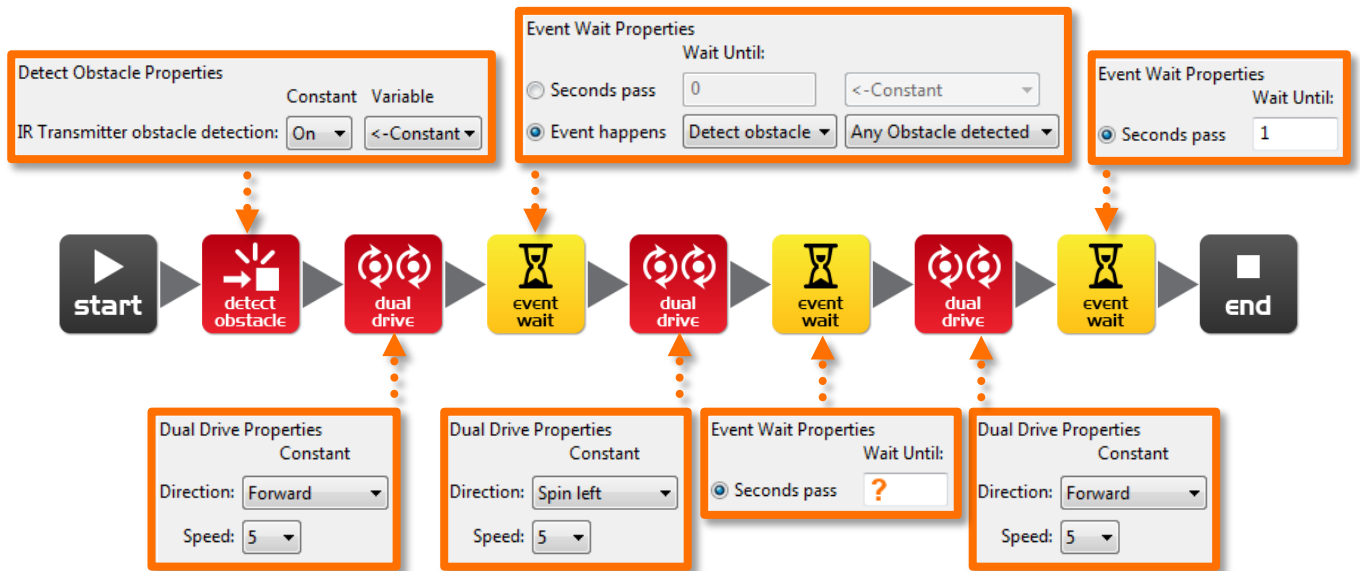 Detect Obstacle Properties
Constant Variable
IR Transmitter obstacle detection: On <-Constant
Event Wait Properties
Wait Until:
Seconds pass 0 <-Constant
Event happens Detect obstacle Any Obstacle detected
Event Wait Properties
Wait Until:
Seconds pass 1
start
detect
obstacle
dual
drive
event
wait
dual
drive
event
wait
dual
drive
event
wait
end
Dual Drive Properties
Constant
Direction: Forward
Speed: 5
Dual Drive Properties
Constant
Direction: Spin left
Speed: 5
Event Wait Properties
Wait Until:
Seconds pass ?
Dual Drive Properties
Constant
Direction: Forward
Speed: 5